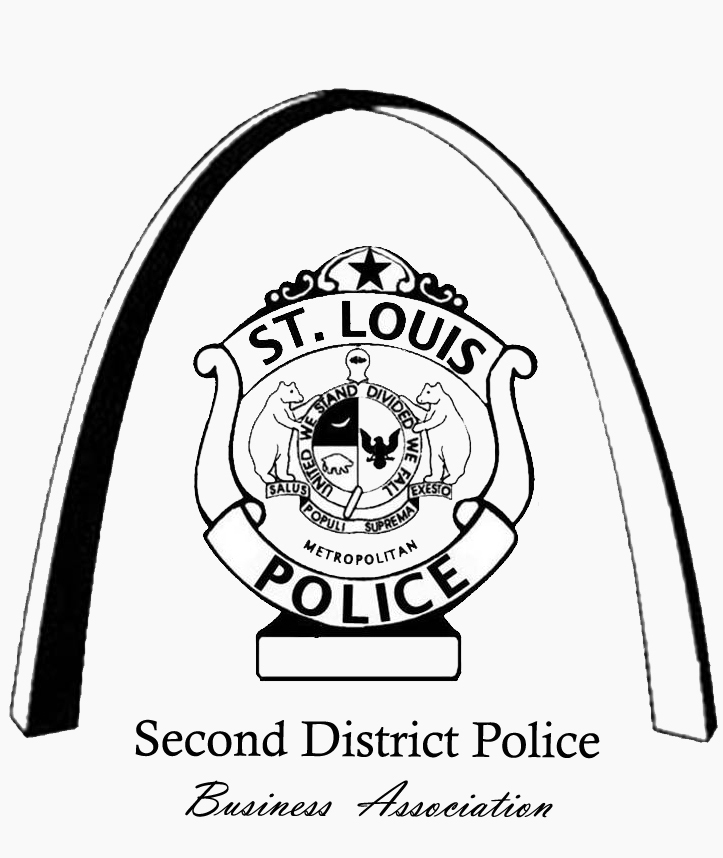 ST. LOUIS
UNITED WE STAND DIVIDED WE FALL
SALUS POPULI SUPREMA EXESTO
METROPOLITAN
POLICE
Second District Police
Business Association